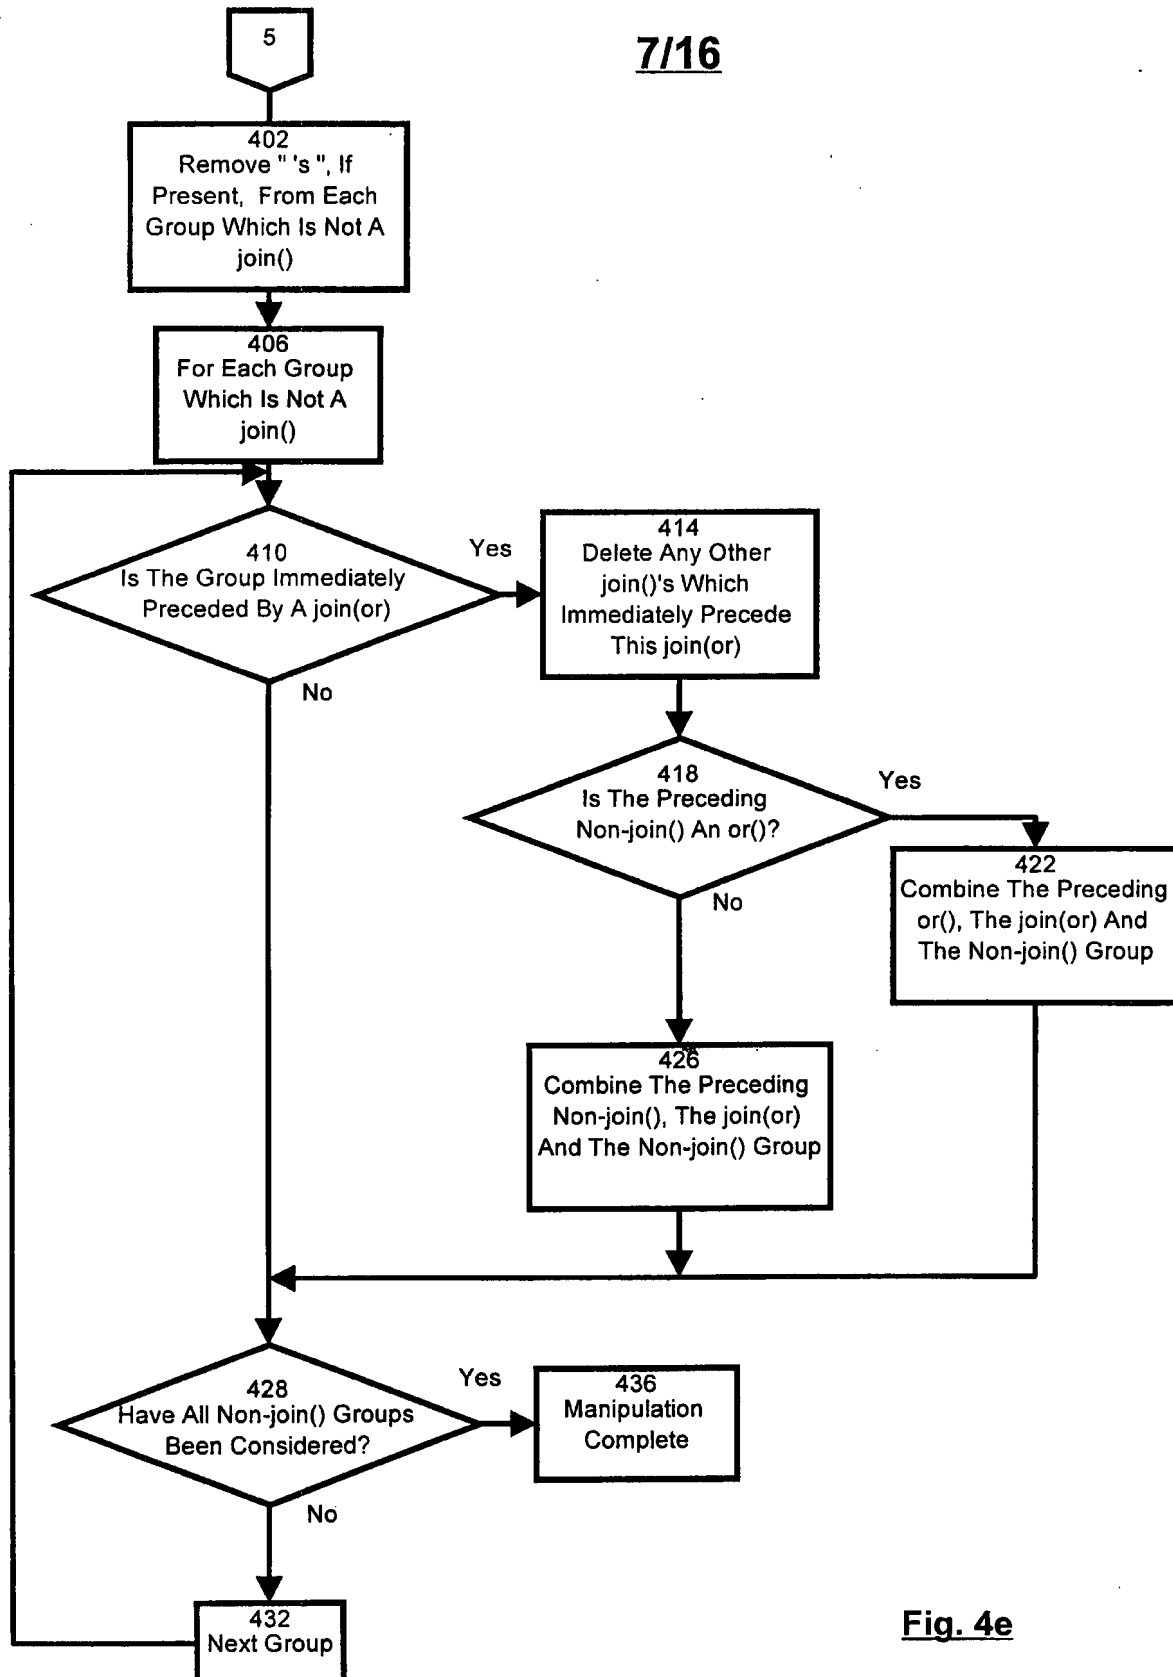 5
7/16
402
Remove " 's ", If
Present, From Each
Group Which Is Not A
join()
406
For Each Group
Which Is Not A
join()
410
Is The Group Immediately
Preceded By A join(or)
Yes
No
414
Delete Any Other
join()'s Which
Immediately Precede
This join(or)
418
Is The Preceding
Non-join() An or()?
Yes
No
422
Combine The Preceding
or(), The join(or) And
The Non-join() Group
426
Combine The Preceding
Non-join(), The join(or)
And The Non-join() Group
428
Have All Non-join() Groups
Been Considered?
Yes
No
436
Manipulation
Complete
432
Next Group
Fig. 4e